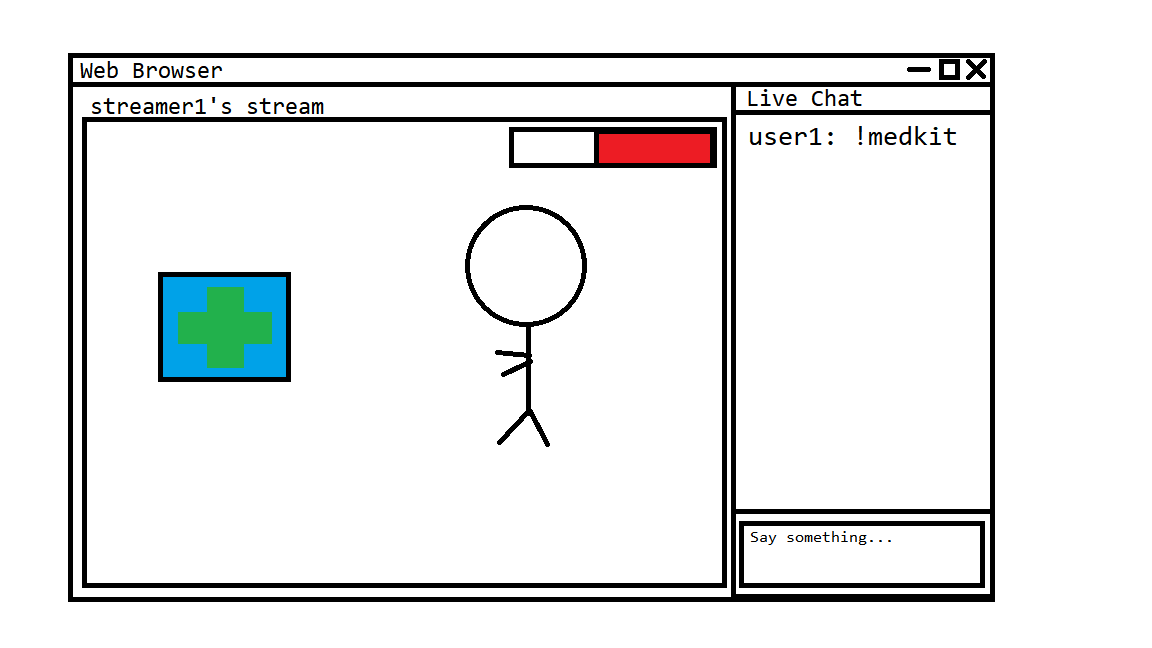 Web Browser
streamer1's stream
Live Chat
user1: !medkit
Say something...